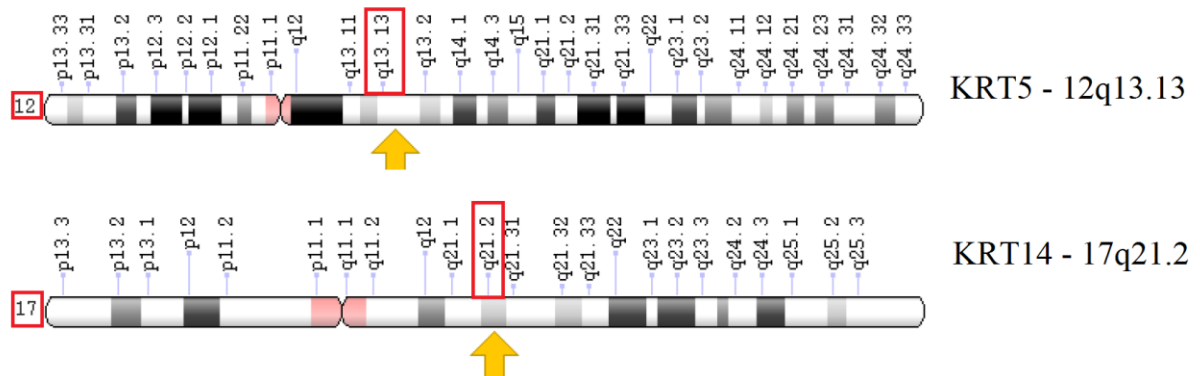 p13.33 p13.31 p13.2 p12.3 p12.2 p12.1 p11.22 p11.1 q12 q13.11 q13.13 q13.2 q14.1 q14.3 q15 q21.1 q21.2 q21.31 q21.33 q22 q23.1 q23.2 q24.11 q24.12 q24.21 q24.23 q24.31 q24.32 q24.33
12
KRT5 - 12q13.13
p13.3 p13.2 p13.1 p12 p11.2 p11.1 q11.1 q11.2 q12 q21.1 q21.2 q21.31 q21.32 q21.33 q22 q23.1 q23.2 q23.3 q24.2 q24.3 q25.1 q25.2 q25.3
17
KRT14 - 17q21.2